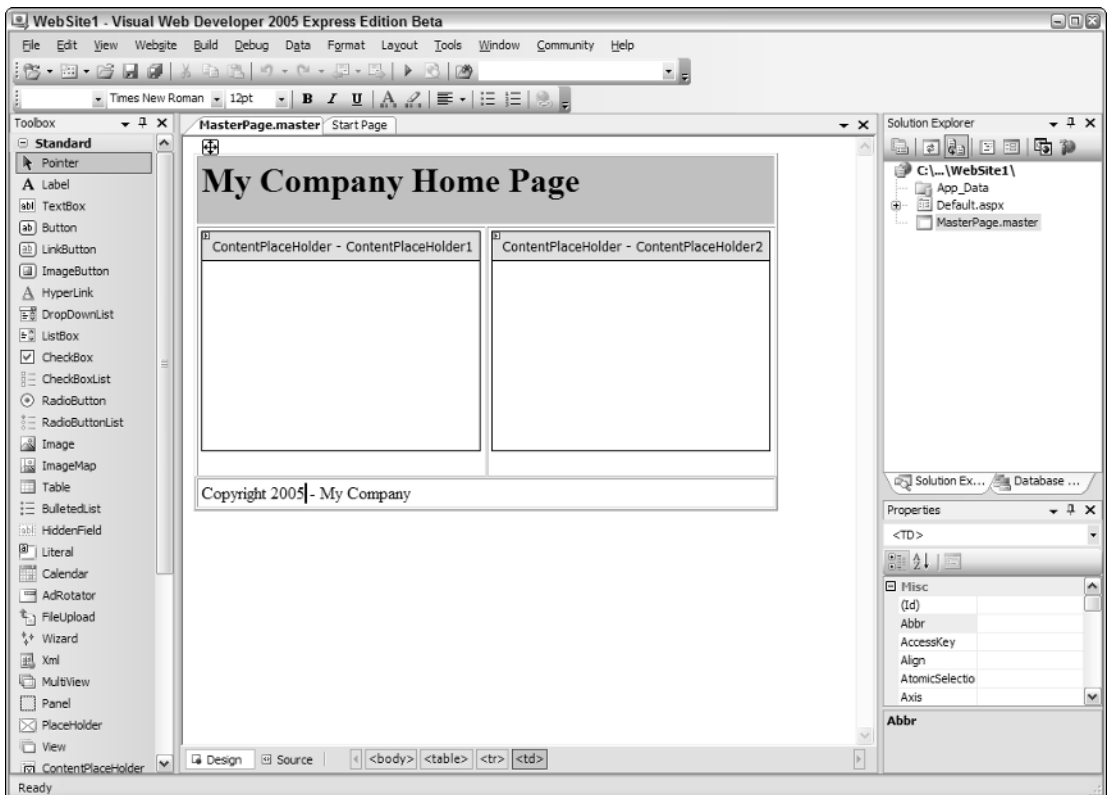 WebSite1 - Visual Web Developer 2005 Express Edition Beta
File Edit View Website Build Debug Data Format Layout Tools Window Community Help
Times New Roman 12pt B I U A
Toolbox
Standard
Pointer
A Label
abl TextBox
ab Button
ab LinkButton
ImageButton
A HyperLink
DropDownList
ListBox
CheckBox
CheckBoxList
RadioButton
RadioButtonList
Image
ImageMap
Table
BulletedList
abl HiddenField
Literal
Calendar
AdRotator
FileUpload
Wizard
Xml
MultiView
Panel
PlaceHolder
View
ContentPlaceHolder
MasterPage.master Start Page
My Company Home Page
ContentPlaceHolder - ContentPlaceHolder1
ContentPlaceHolder - ContentPlaceHolder2
Copyright 2005 - My Company
Design Source <body> <table> <tr> <td>
Solution Explorer
C:\...\WebSite1\
App_Data
Default.aspx
MasterPage.master
Solution Ex... Database ...
Properties
<TD>
Misc
(Id)
Abbr
AccessKey
Align
AtomicSelectio
Axis
Abbr
Ready